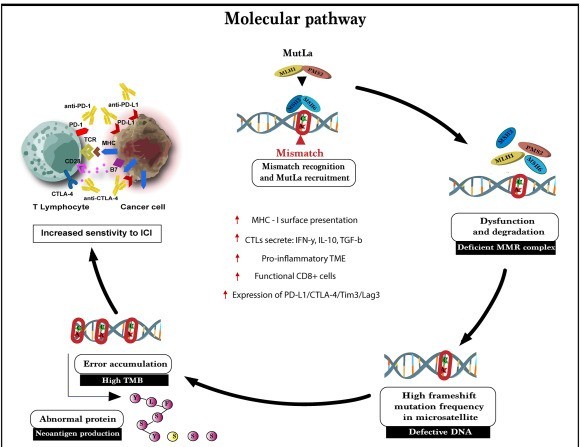 Molecular pathway
MutLa
MLH1 PMS2
Mismatch
Mismatch recognition
and MutLa recruitment
anti-PD-1
anti-PD-L1
PD-1
PD-L1
TCR
MHC
CD28
B7
CTLA-4
anti-CTLA-4
T Lymphocyte
Cancer cell
Increased senstivity to ICI
MHC - I surface presentation
CTLs secrete: IFN-y, IL-10, TGF-b
Pro-inflammatory TME
Functional CD8+ cells
Expression of PD-L1/CTLA-4/Tim3/Lag3
MSH2
PMS2
MLH1
MSH6
Dysfunction
and degradation
Deficient MMR complex
High frameshift
mutation frequency
in microsatellite
Defective DNA
Error accumulation
High TMB
Abnormal protein
Neoantigen production
Y L F
S
S
Y S S S